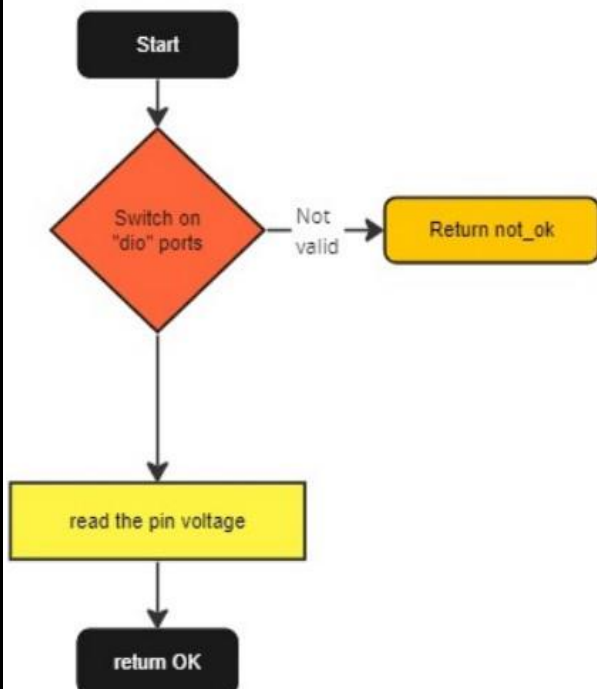 Start
Switch on
"dio" ports
Not
valid
Return not_ok
read the pin voltage
return OK